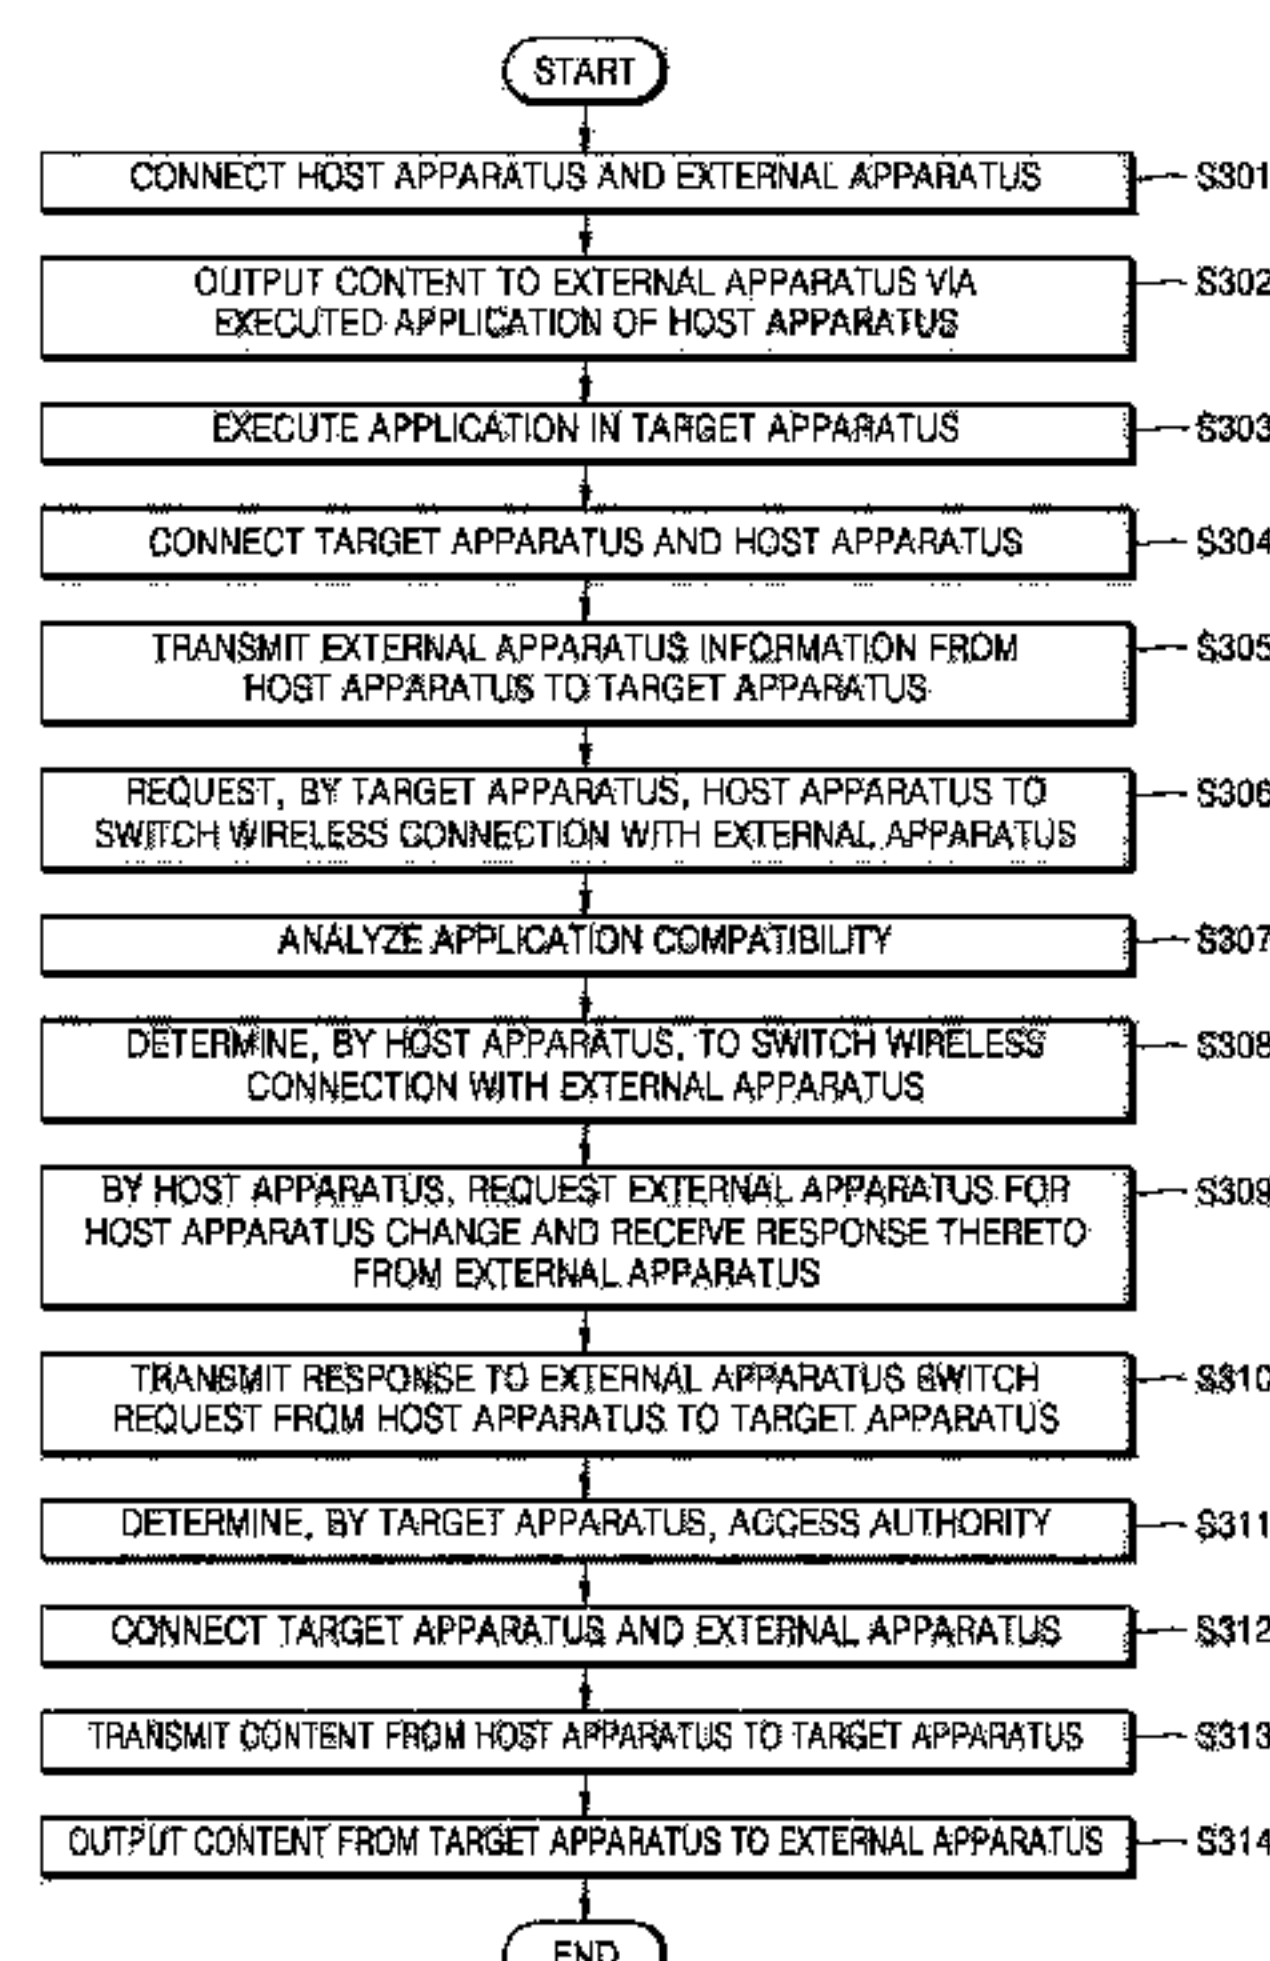 START
CONNECT HOST APPARATUS AND EXTERNAL APPARATUS
S301
OUTPUT CONTENT TO EXTERNAL APPARATUS VIA
EXECUTED APPLICATION OF HOST APPARATUS
S302
EXECUTE APPLICATION IN TARGET APPARATUS
S303
CONNECT TARGET APPARATUS AND HOST APPARATUS
S304
TRANSMIT EXTERNAL APPARATUS INFORMATION FROM
HOST APPARATUS TO TARGET APPARATUS
S305
REQUEST, BY TARGET APPARATUS, HOST APPARATUS TO
SWITCH WIRELESS CONNECTION WITH EXTERNAL APPARATUS
S306
ANALYZE APPLICATION COMPATIBILITY
S307
DETERMINE, BY HOST APPARATUS, TO SWITCH WIRELESS
CONNECTION WITH EXTERNAL APPARATUS
S308
BY HOST APPARATUS, REQUEST EXTERNAL APPARATUS FOR
HOST APPARATUS CHANGE AND RECEIVE RESPONSE THERETO
FROM EXTERNAL APPARATUS
S309
TRANSMIT RESPONSE TO EXTERNAL APPARATUS SWITCH
REQUEST FROM HOST APPARATUS TO TARGET APPARATUS
S310
DETERMINE, BY TARGET APPARATUS, ACCESS AUTHORITY
S311
CONNECT TARGET APPARATUS AND EXTERNAL APPARATUS
S312
TRANSMIT CONTENT FROM HOST APPARATUS TO TARGET APPARATUS
S313
OUTPUT CONTENT FROM TARGET APPARATUS TO EXTERNAL APPARATUS
S314
END